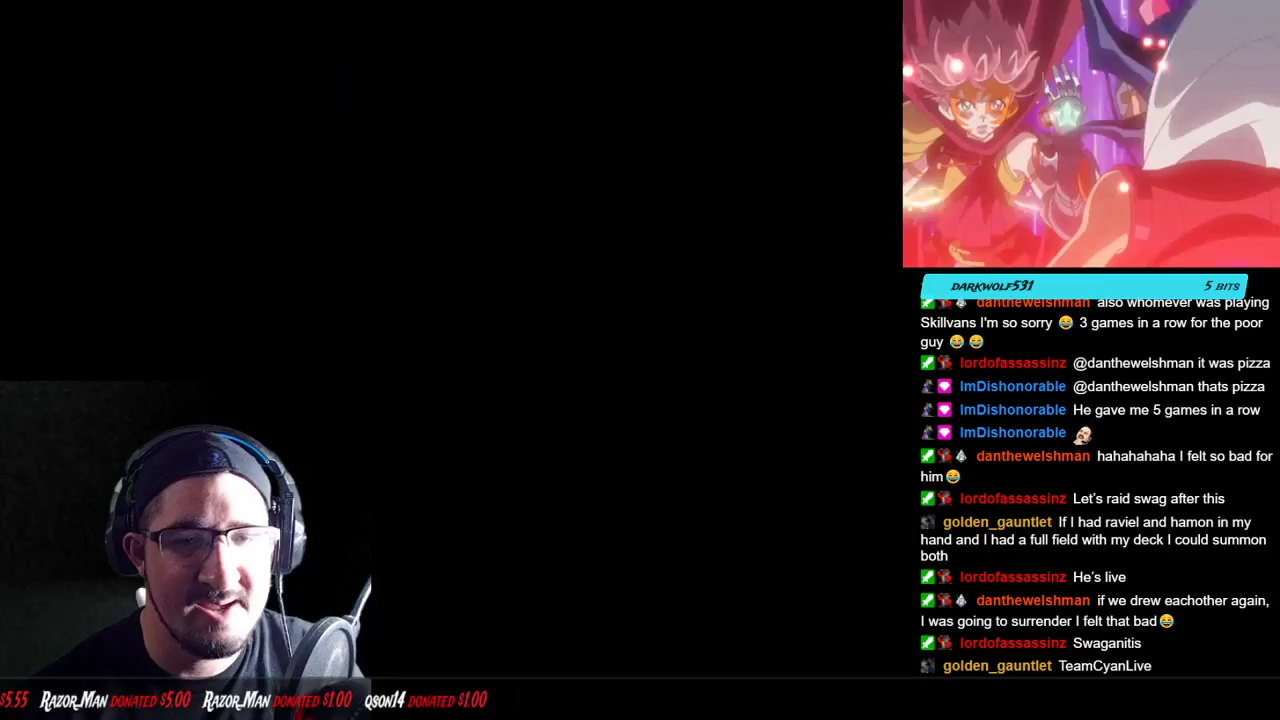 DARKWOLF531 5 BITS
danthewelshman also whomever was playing
Skillvans I'm so sorry 😂 3 games in a row for the poor
guy 😂 😂
lordofassassinz @danthewelshman it was pizza
ImDishonorable @danthewelshman thats pizza
ImDishonorable He gave me 5 games in a row
ImDishonorable
danthewelshman hahahahaha I felt so bad for
him 😂
lordofassassinz Let's raid swag after this
golden_gauntlet If I had raviel and hamon in my
hand and I had a full field with my deck I could summon
both
lordofassassinz He's live
danthewelshman if we drew eachother again,
I was going to surrender I felt that bad 😂
lordofassassinz Swaganitis
golden_gauntlet TeamCyanLive
$5.55 RAZOR_MAN DONATED $5.00 RAZOR_MAN DONATED $1.00 QSON14 DONATED $1.00